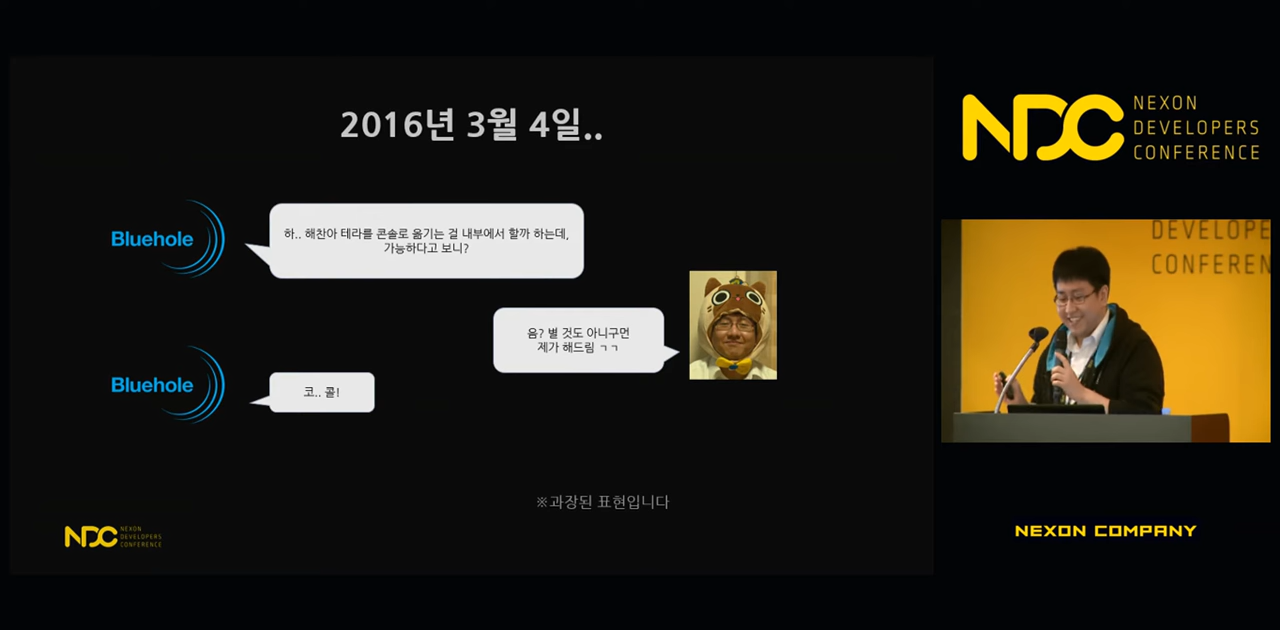 2016년 3월 4일..
Bluehole
하.. 해찬아 테라를 콘솔로 옮기는 걸 내부에서 할까 하는데,
가능하다고 보니?
음? 별 것도 아니구먼
제가 해드림 ㄱㄱ
Bluehole
코.. 콜!
※과장된 표현입니다
NDC
NEXON
DEVELOPERS
CONFERENCE
NDC
NEXON
DEVELOPERS
CONFERENCE
DEVELOPE
CONFEREN
NEXON COMPANY